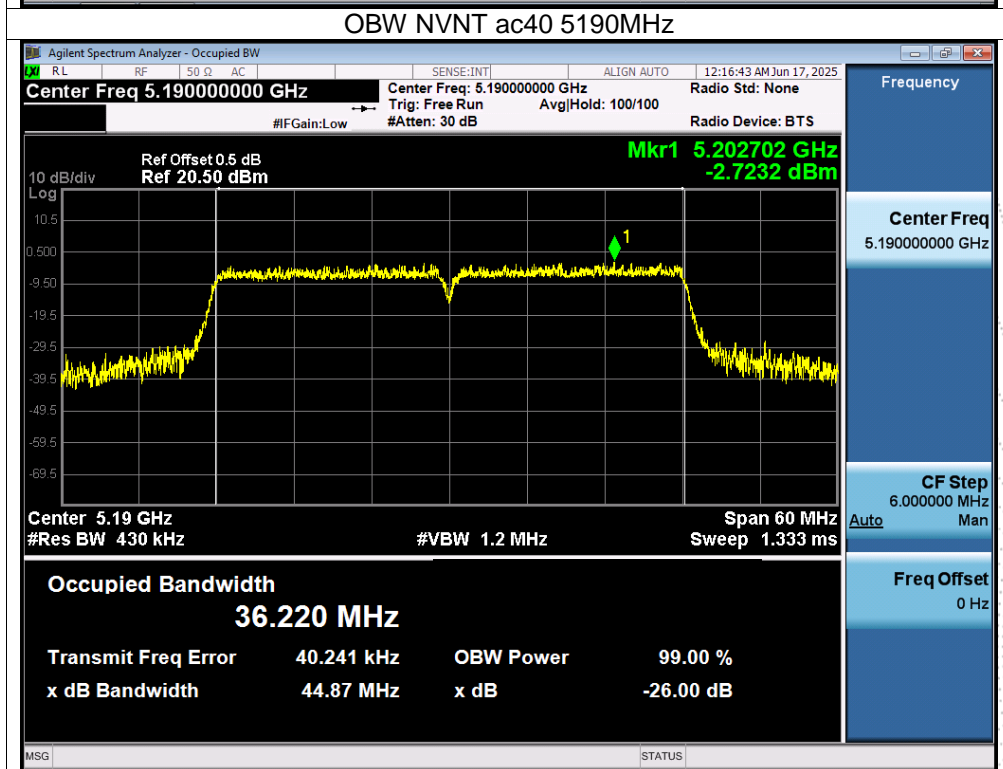 OBW NVNT ac40 5190MHz
Agilent Spectrum Analyzer - Occupied BW
LXI RL RF 50 Ω AC SENSE:INT ALIGN AUTO 12:16:43 AM Jun 17, 2025
Center Freq 5.190000000 GHz
Center Freq: 5.190000000 GHz
Radio Std: None
Trig: Free Run Avg|Hold: 100/100
#IFGain:Low
#Atten: 30 dB
Radio Device: BTS
Mkr1 5.202702 GHz
-2.7232 dBm
Ref Offset 0.5 dB
10 dB/div Ref 20.50 dBm
Log
10.5
0.500
-9.50
-19.5
-29.5
-39.5
-49.5
-59.5
-69.5
1
Center 5.19 GHz Span 60 MHz
#Res BW 430 kHz #VBW 1.2 MHz Sweep 1.333 ms
Occupied Bandwidth
36.220 MHz
Transmit Freq Error 40.241 kHz OBW Power 99.00 %
x dB Bandwidth 44.87 MHz x dB -26.00 dB
MSG STATUS
Frequency
Center Freq
5.190000000 GHz
CF Step
6.000000 MHz
Auto Man
Freq Offset
0 Hz